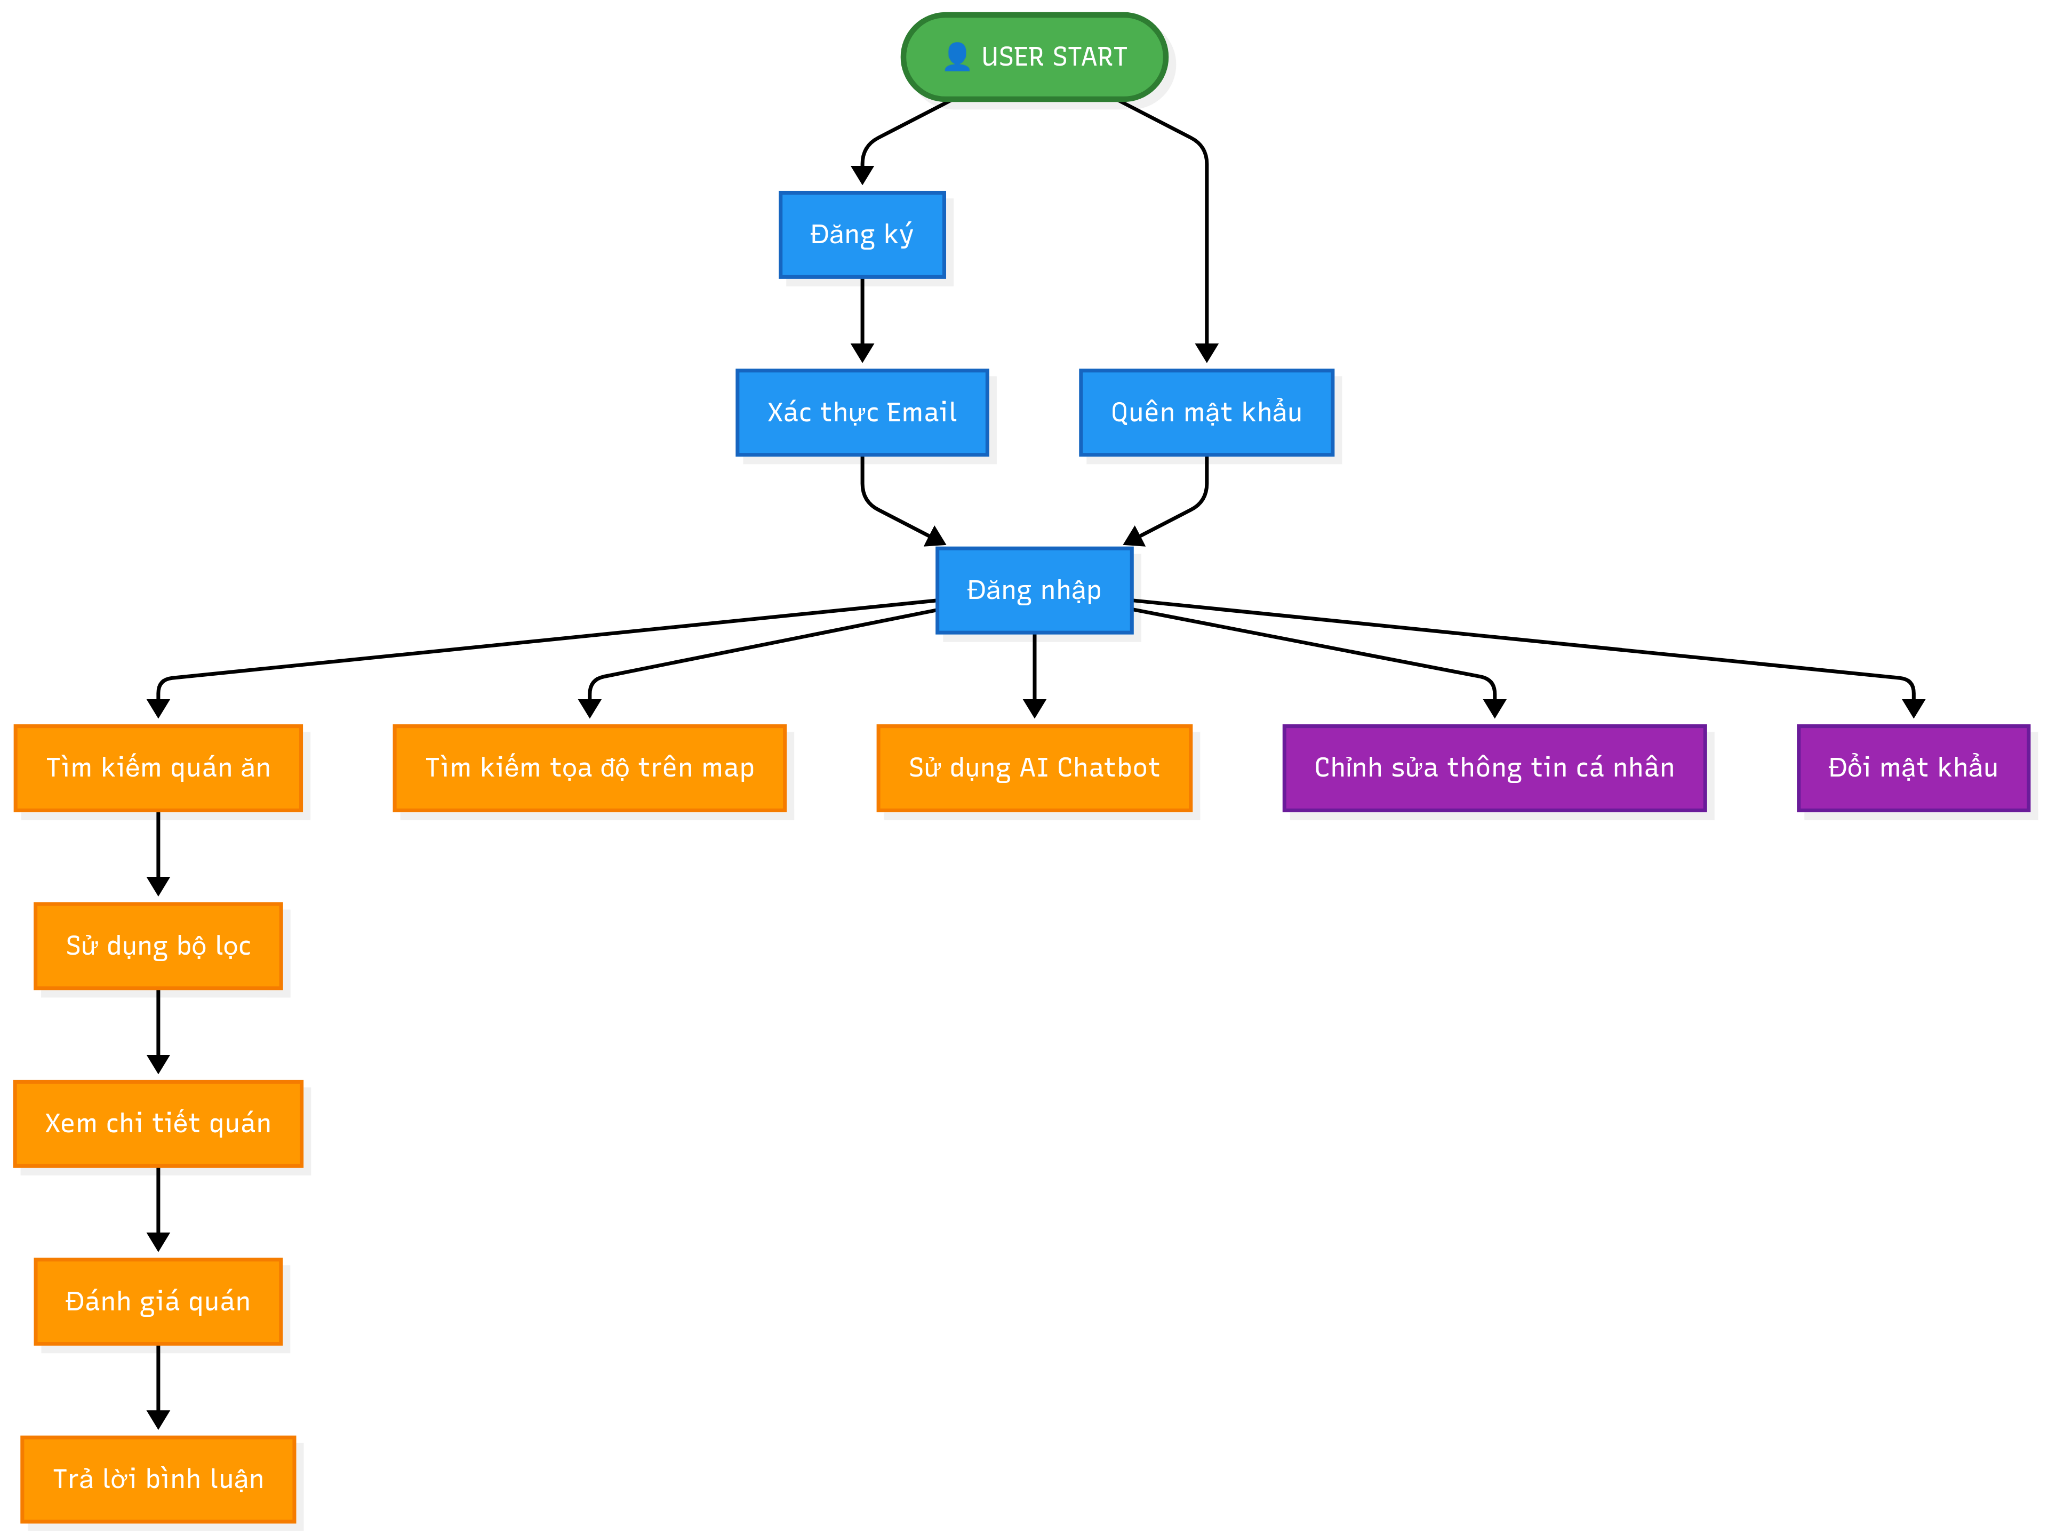 👤 USER START
Đăng ký
Xác thực Email
Quên mật khẩu
Đăng nhập
Tìm kiếm quán ăn
Tìm kiếm tọa độ trên map
Sử dụng AI Chatbot
Chỉnh sửa thông tin cá nhân
Đổi mật khẩu
Sử dụng bộ lọc
Xem chi tiết quán
Đánh giá quán
Trả lời bình luận